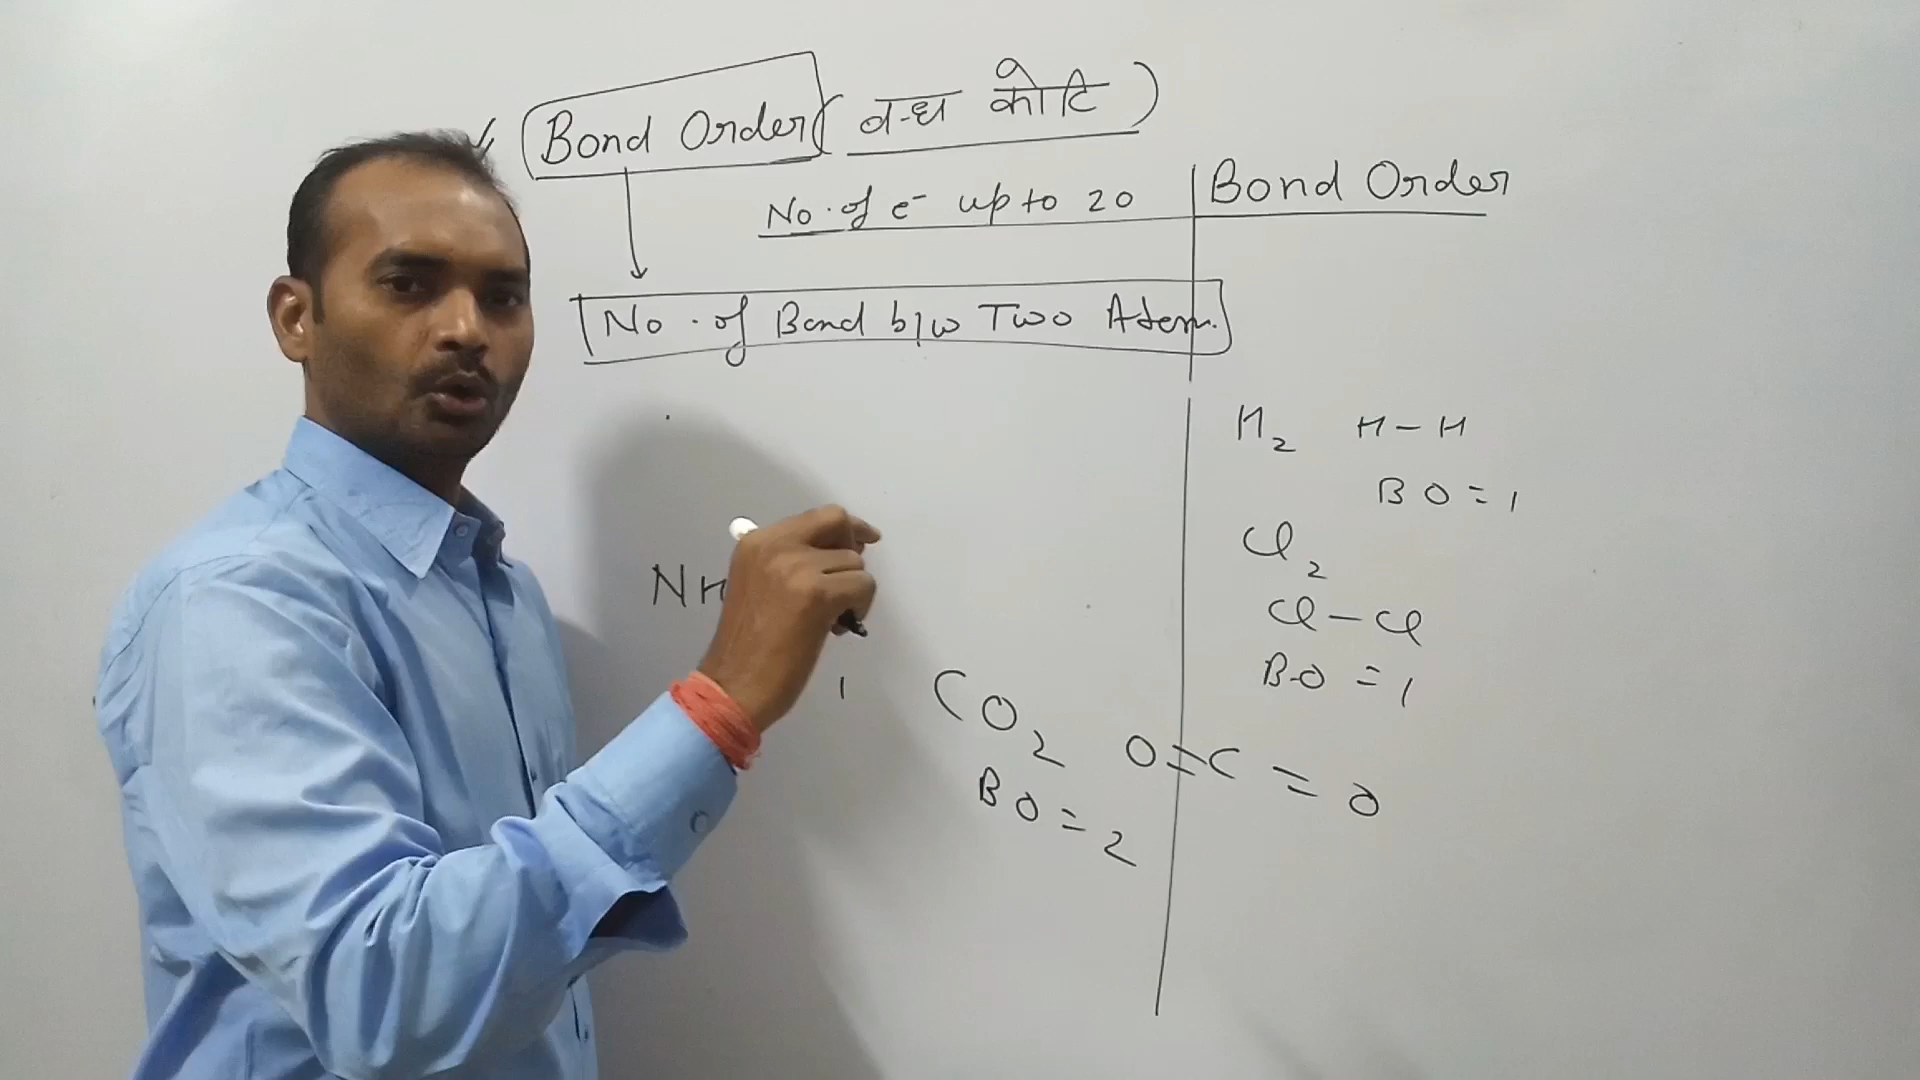 Bond Order (बन्ध कोटि)
No. of e⁻ up to 20
Bond Order
No. of Bond b/w Two Atom.
H₂ H-H
BO = 1
Cl₂
Cl-Cl
B.O = 1
NH
CO₂ O=C=O
BO = 2